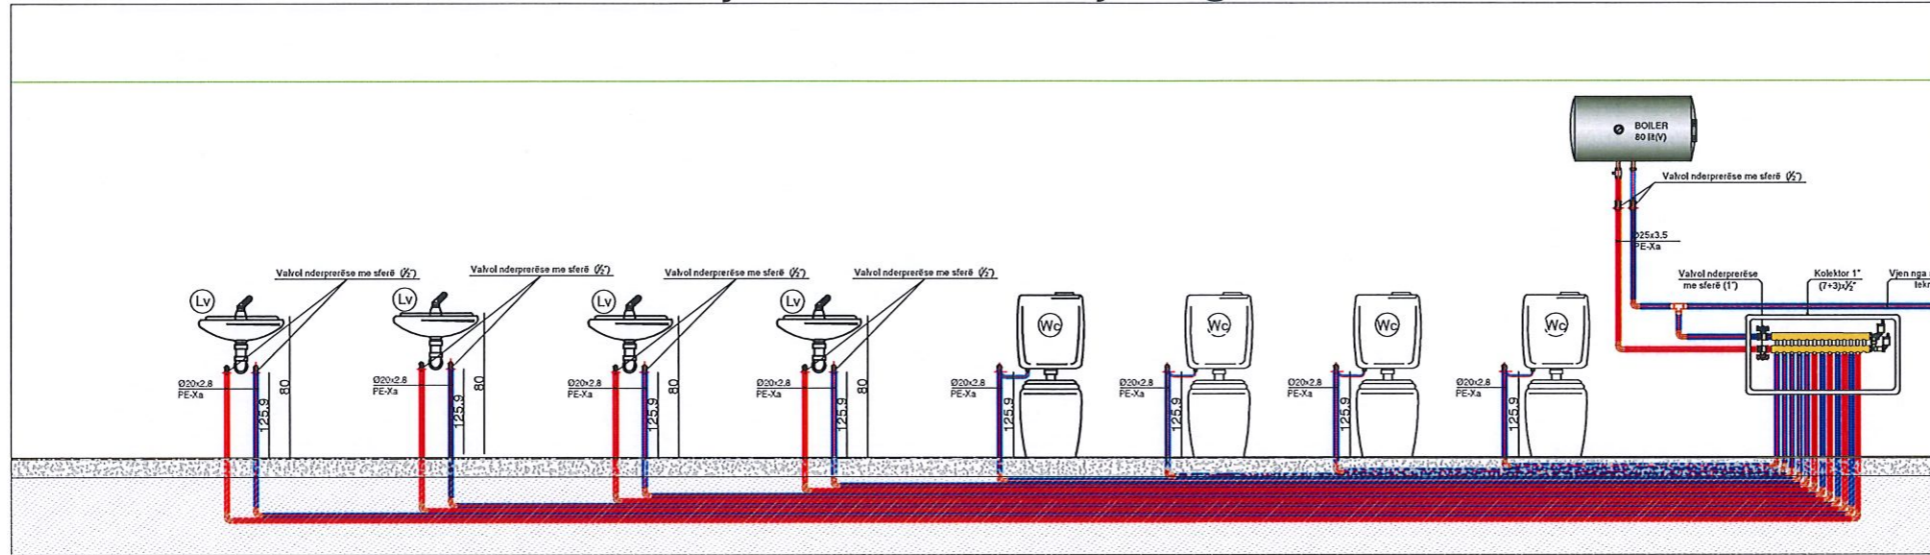 BOILER
80 lit(V)
Valvol nderprerëse me sferë (½")
Ø25x3.5
PE-Xa
Valvol nderprerëse
me sferë (1")
Kolektor 1"
(7+3)x½"
Vjen nga
Valvol nderprerëse me sferë (½")
Valvol nderprerëse me sferë (½")
Valvol nderprerëse me sferë (½")
Valvol nderprerëse me sferë (½")
Lv
Lv
Lv
Lv
Wc
Wc
Wc
Wc
Ø20x2.8
PE-Xa
125.9
80
Ø20x2.8
PE-Xa
125.9
80
Ø20x2.8
PE-Xa
125.9
80
Ø20x2.8
PE-Xa
125.9
80
Ø20x2.8
PE-Xa
125.9
Ø20x2.8
PE-Xa
125.9
Ø20x2.8
PE-Xa
125.9
Ø20x2.8
PE-Xa
125.9